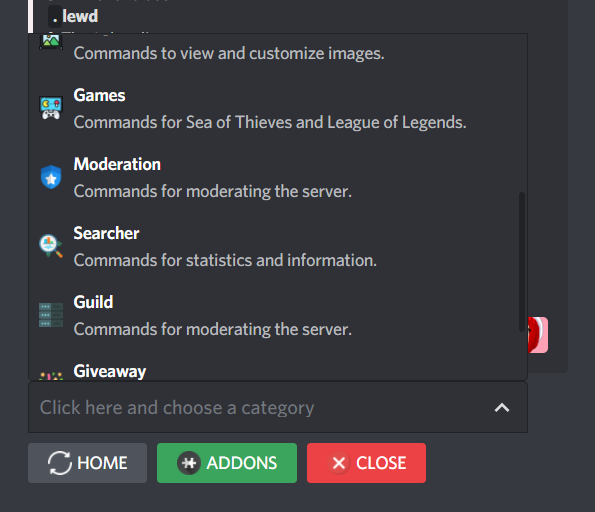 . lewd
Commands to view and customize images.
Games
Commands for Sea of Thieves and League of Legends.
Moderation
Commands for moderating the server.
Searcher
Commands for statistics and information.
Guild
Commands for moderating the server.
Giveaway
Click here and choose a category
HOME
ADDONS
CLOSE